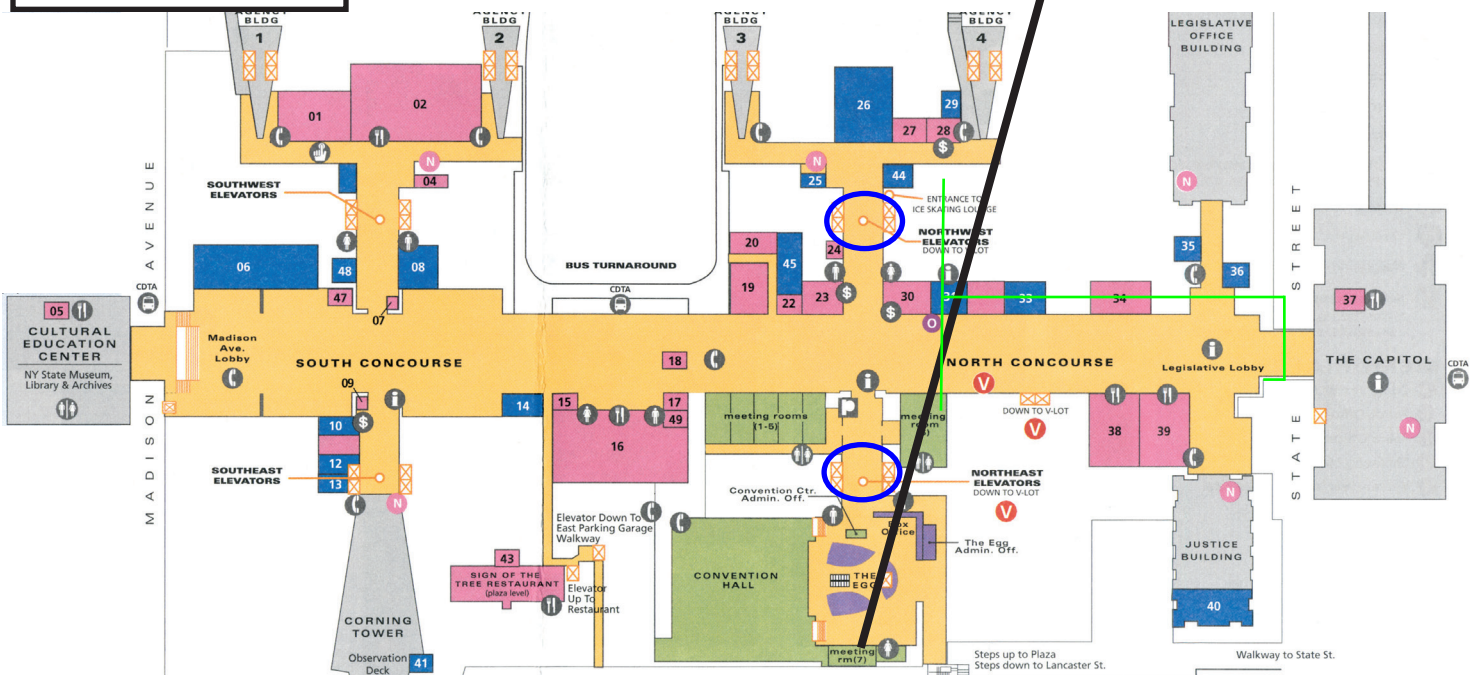 AGENCY
BLDG
1
AGENCY
BLDG
2
AGENCY
BLDG
3
AGENCY
BLDG
4
LEGISLATIVE
OFFICE
BUILDING
01
02
26
29
27
28
$
N
04
N
25
44
N
SOUTHWEST
ELEVATORS
ENTRANCE TO
ICE SKATING LOUNGE
NORTHWEST
ELEVATORS
DOWN TO V-LOT
MADISON AVENUE
STATE STREET
06
48
08
47
07
BUS TURNAROUND
CDTA
20
45
24
19
22
23
$
30
$
i
33
34
35
36
O
CDTA
05
CULTURAL
EDUCATION
CENTER
NY State Museum,
Library & Archives
Madison
Ave.
Lobby
SOUTH CONCOURSE
18
NORTH CONCOURSE
i
Legislative Lobby
37
THE CAPITOL
i
CDTA
N
09
i
$
10
12
13
14
15
17
49
16
i
P
meeting rooms
(1-5)
meeting
room
V
DOWN TO V-LOT
V
38
39
SOUTHEAST
ELEVATORS
N
NORTHEAST
ELEVATORS
DOWN TO V-LOT
V
N
Convention Ctr.
Admin. Off.
Box
Office
The Egg
Admin. Off.
JUSTICE
BUILDING
40
Elevator Down To
East Parking Garage
Walkway
43
SIGN OF THE
TREE RESTAURANT
(plaza level)
Elevator
Up To
Restaurant
CONVENTION
HALL
THE
EGG
CORNING
TOWER
Observation
Deck
41
meeting
rm(7)
Steps up to Plaza
Steps down to Lancaster St.
Walkway to State St.